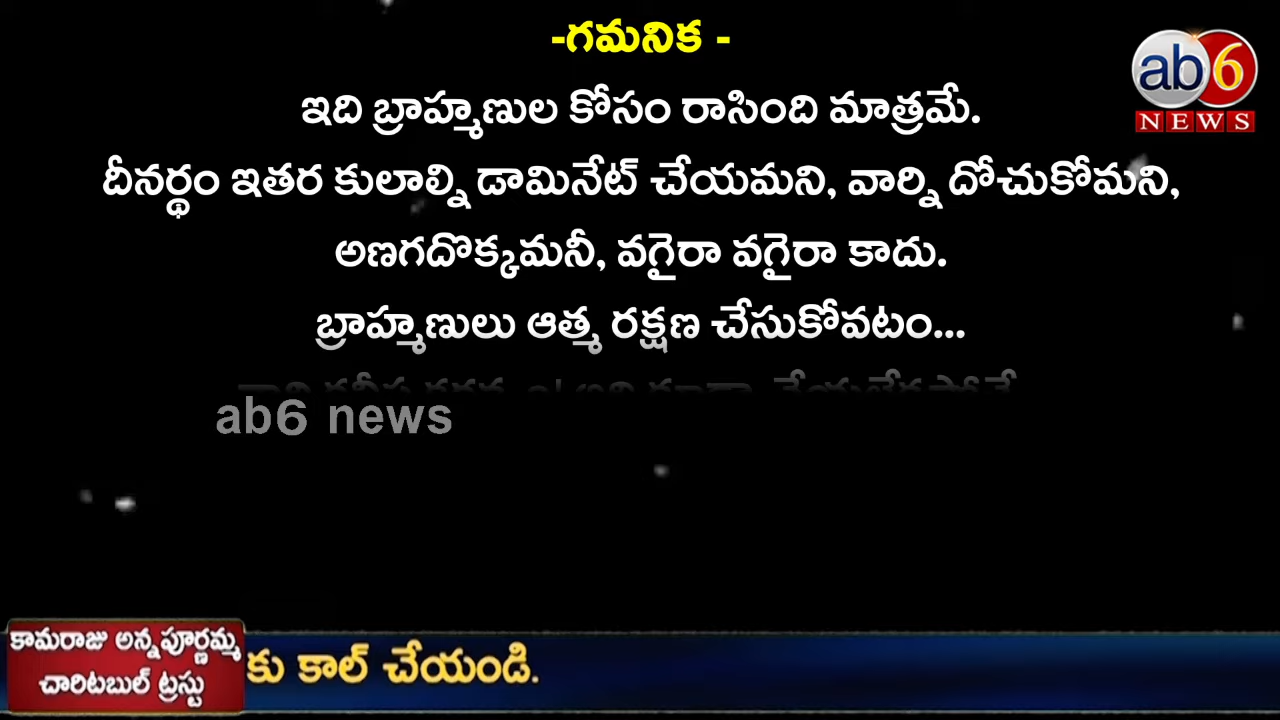 -గమనిక -
ab6
NEWS
ఇది బ్రాహ్మణుల కోసం రాసింది మాత్రమే.
దీనర్థం ఇతర కులాల్ని డామినేట్ చేయమని, వార్ని దోచుకోమని,
అణగదొక్కమనీ, వగైరా వగైరా కాదు.
బ్రాహ్మణులు ఆత్మ రక్షణ చేసుకోవటం...
ab6 news
కామరాజు అన్నపూర్ణమ్మ
చారిటబుల్ ట్రస్టు
కు కాల్ చేయండి.